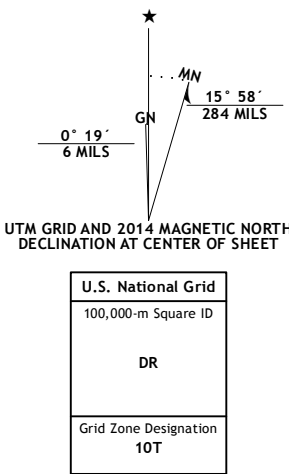 ★
MN
GN
15° 58´
284 MILS
0° 19´
6 MILS
UTM GRID AND 2014 MAGNETIC NORTH
DECLINATION AT CENTER OF SHEET
U.S. National Grid
100,000-m Square ID
DR
Grid Zone Designation
10T